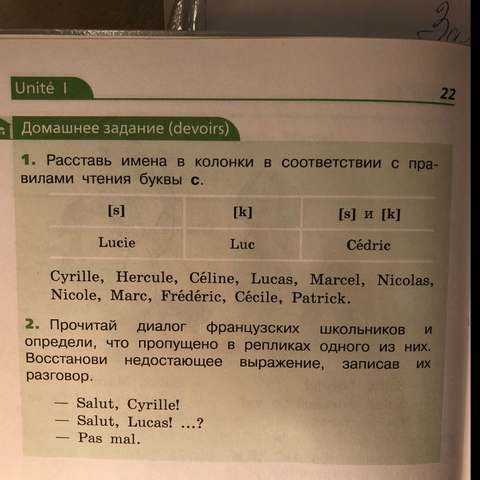 За
Unité I
22
Домашнее задание (devoirs)
1. Расставь имена в колонки в соответствии с пра-
вилами чтения буквы c.
[s] [k] [s] и [k]
Lucie Luc Cédric
Cyrille, Hercule, Céline, Lucas, Marcel, Nicolas,
Nicole, Marc, Frédéric, Cécile, Patrick.
2. Прочитай диалог французских школьников и
определи, что пропущено в репликах одного из них.
Восстанови недостающее выражение, записав их
разговор.
— Salut, Cyrille!
— Salut, Lucas! ...?
— Pas mal.